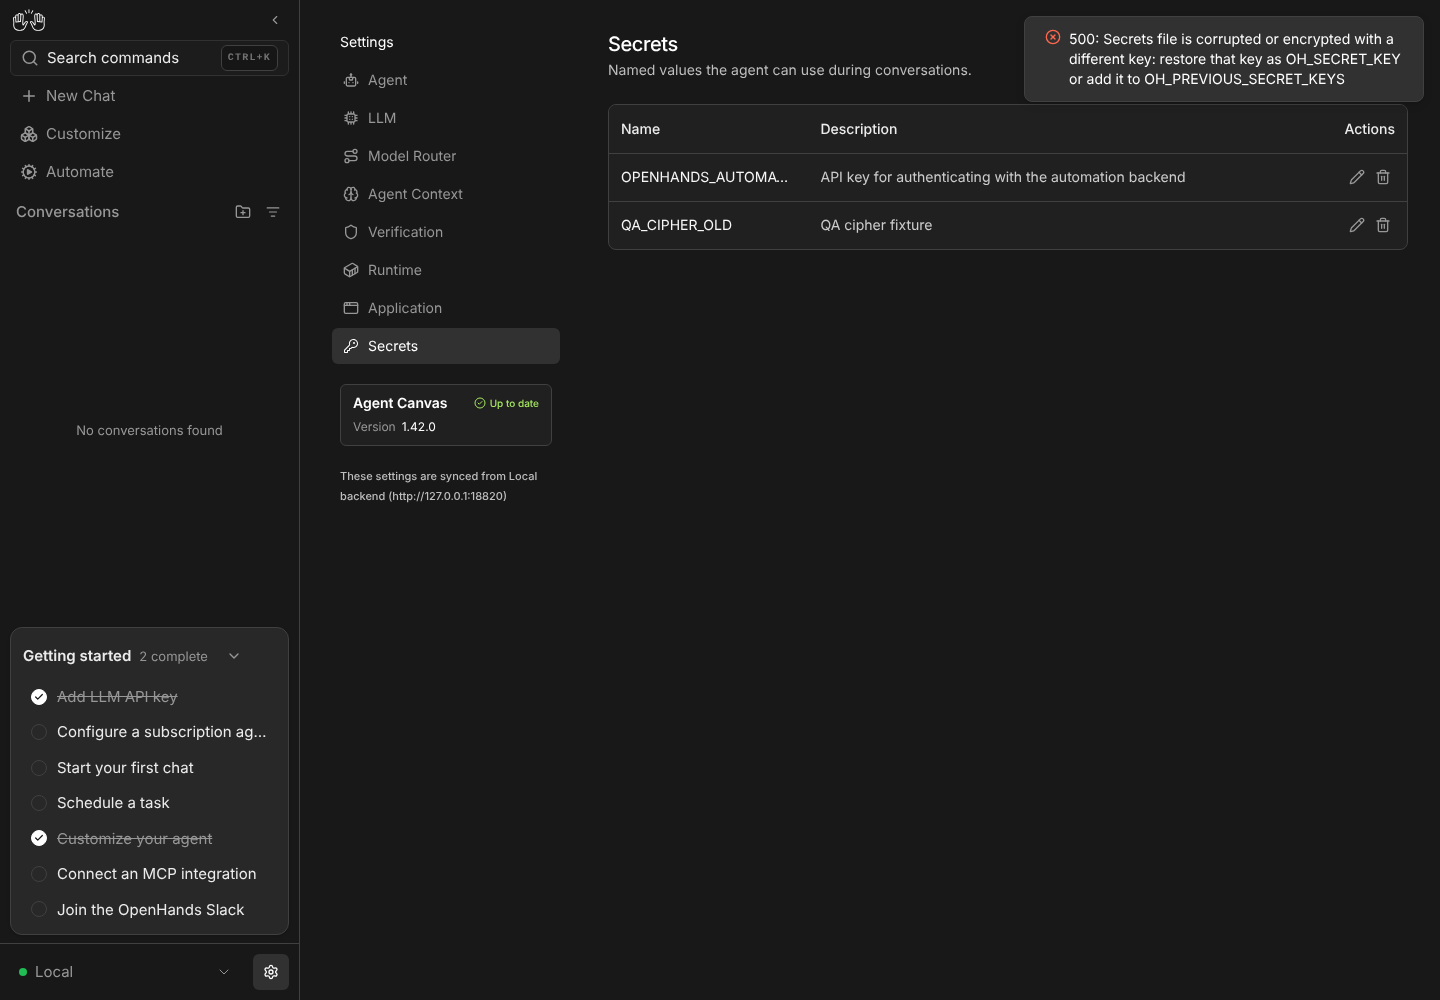 Search commands
CTRL+K
New Chat
Customize
Automate
Conversations
No conversations found
Getting started 2 complete
Add LLM API key
Configure a subscription ag...
Start your first chat
Schedule a task
Customize your agent
Connect an MCP integration
Join the OpenHands Slack
Local
Settings
Agent
LLM
Model Router
Agent Context
Verification
Runtime
Application
Secrets
Agent Canvas
Up to date
Version 1.42.0
These settings are synced from Local
backend (http://127.0.0.1:18820)
Secrets
Named values the agent can use during conversations.
500: Secrets file is corrupted or encrypted with a
different key: restore that key as OH_SECRET_KEY
or add it to OH_PREVIOUS_SECRET_KEYS
Name Description Actions
OPENHANDS_AUTOMA... API key for authenticating with the automation backend
QA_CIPHER_OLD QA cipher fixture